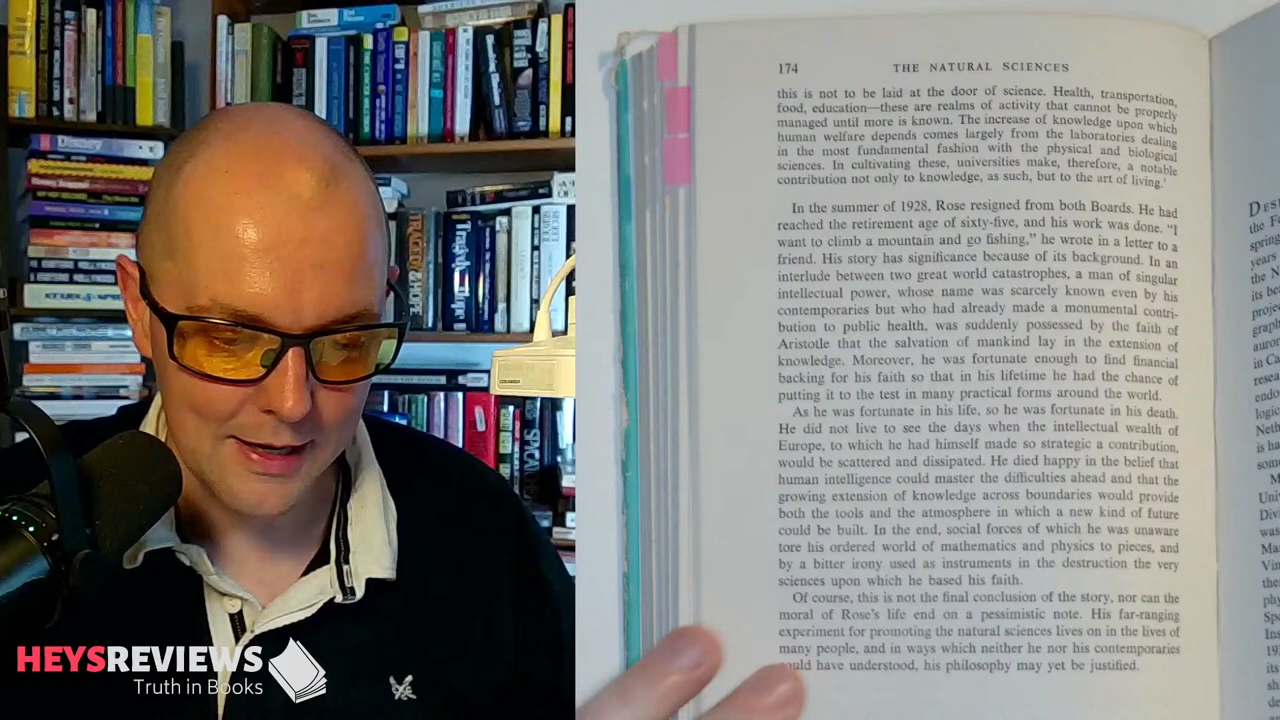 HEYSREVIEWS
Truth in Books
TRAGEDY & HOPE
Tragedy & Hope
174 THE NATURAL SCIENCES
this is not to be laid at the door of science. Health, transportation,
food, education—these are realms of activity that cannot be properly
managed until more is known. The increase of knowledge upon which
human welfare depends comes largely from the laboratories dealing
in the most fundamental fashion with the physical and biological
sciences. In cultivating these, universities make, therefore, a notable
contribution not only to knowledge, as such, but to the art of living.'
In the summer of 1928, Rose resigned from both Boards. He had
reached the retirement age of sixty-five, and his work was done. "I
want to climb a mountain and go fishing," he wrote in a letter to a
friend. His story has significance because of its background. In an
interlude between two great world catastrophes, a man of singular
intellectual power, whose name was scarcely known even by his
contemporaries but who had already made a monumental contri-
bution to public health, was suddenly possessed by the faith of
Aristotle that the salvation of mankind lay in the extension of
knowledge. Moreover, he was fortunate enough to find financial
backing for his faith so that in his lifetime he had the chance of
putting it to the test in many practical forms around the world.
As he was fortunate in his life, so he was fortunate in his death.
He did not live to see the days when the intellectual wealth of
Europe, to which he had himself made so strategic a contribution,
would be scattered and dissipated. He died happy in the belief that
human intelligence could master the difficulties ahead and that the
growing extension of knowledge across boundaries would provide
both the tools and the atmosphere in which a new kind of future
could be built. In the end, social forces of which he was unaware
tore his ordered world of mathematics and physics to pieces, and
by a bitter irony used as instruments in the destruction the very
sciences upon which he based his faith.
Of course, this is not the final conclusion of the story, nor can the
moral of Rose's life end on a pessimistic note. His far-ranging
experiment for promoting the natural sciences lives on in the lives of
many people, and in ways which neither he nor his contemporaries
could have understood, his philosophy may yet be justified.